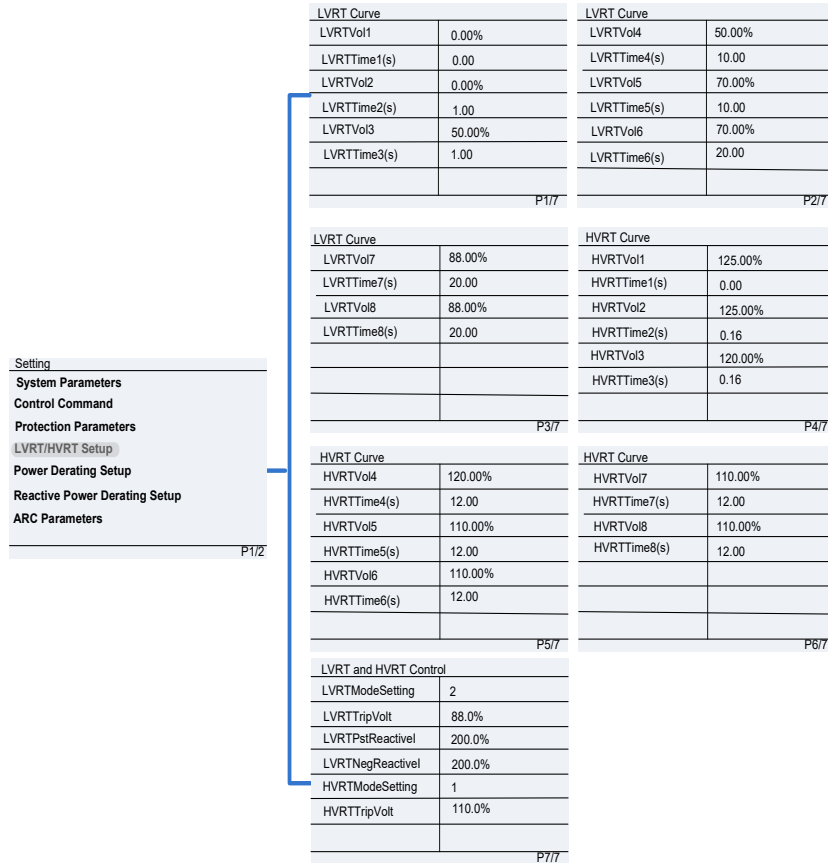 LVRT Curve
LVRTVol1 0.00%
LVRTTime1(s) 0.00
LVRTVol2 0.00%
LVRTTime2(s) 1.00
LVRTVol3 50.00%
LVRTTime3(s) 1.00
P1/7
LVRT Curve
LVRTVol4 50.00%
LVRTTime4(s) 10.00
LVRTVol5 70.00%
LVRTTime5(s) 10.00
LVRTVol6 70.00%
LVRTTime6(s) 20.00
P2/7
LVRT Curve
LVRTVol7 88.00%
LVRTTime7(s) 20.00
LVRTVol8 88.00%
LVRTTime8(s) 20.00
P3/7
HVRT Curve
HVRTVol1 125.00%
HVRTTime1(s) 0.00
HVRTVol2 125.00%
HVRTTime2(s) 0.16
HVRTVol3 120.00%
HVRTTime3(s) 0.16
P4/7
Setting
System Parameters
Control Command
Protection Parameters
LVRT/HVRT Setup
Power Derating Setup
Reactive Power Derating Setup
ARC Parameters
P1/2
HVRT Curve
HVRTVol4 120.00%
HVRTTime4(s) 12.00
HVRTVol5 110.00%
HVRTTime5(s) 12.00
HVRTVol6 110.00%
HVRTTime6(s) 12.00
P5/7
HVRT Curve
HVRTVol7 110.00%
HVRTTime7(s) 12.00
HVRTVol8 110.00%
HVRTTime8(s) 12.00
P6/7
LVRT and HVRT Control
LVRTModeSetting 2
LVRTTripVolt 88.0%
LVRTPstReactiveI 200.0%
LVRTNegReactiveI 200.0%
HVRTModeSetting 1
HVRTTripVolt 110.0%
P7/7